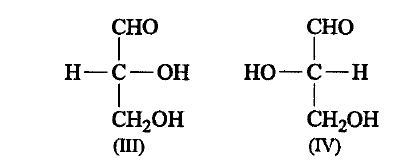 CHO CHO
H—C—OH HO—C—H
CH₂OH CH₂OH
(III) (IV)